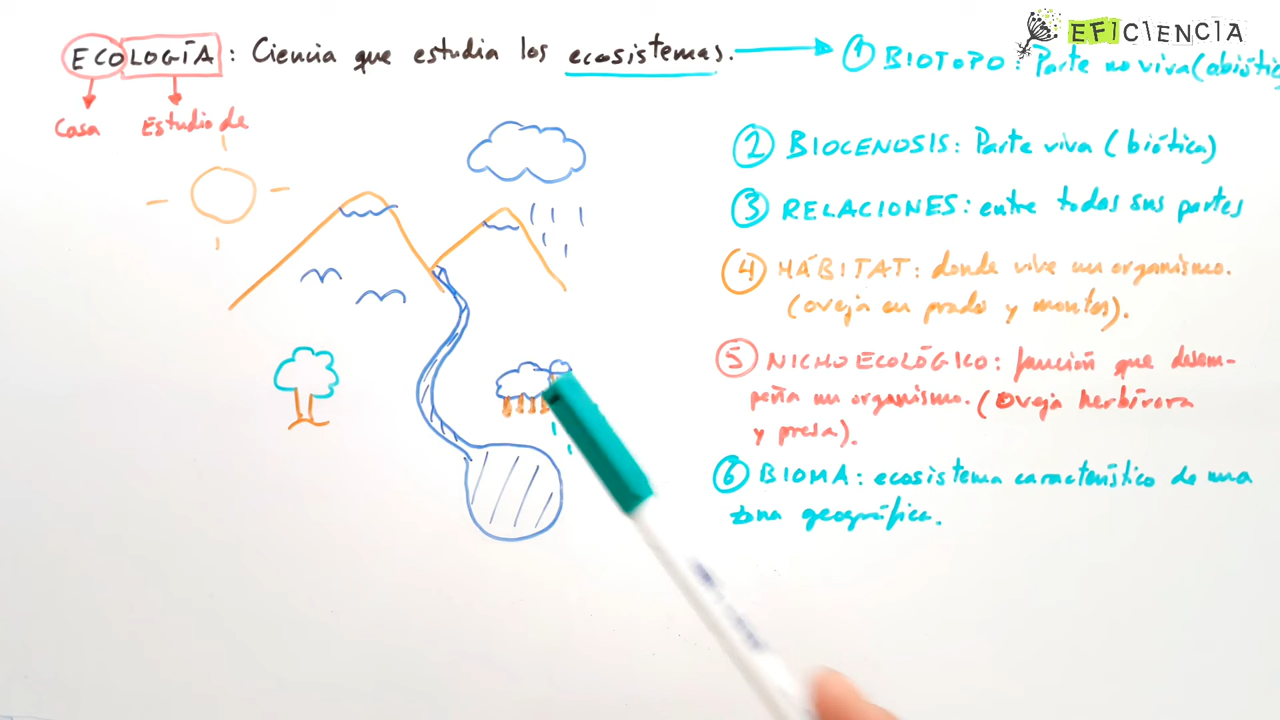 EFICIENCIA
ECOLOGÍA : Ciencia que estudia los ecosistemas. → ① BIOTOPO : Parte no viva (abiótic
Casa Estudio de
② BIOCENOSIS : Parte viva (biótica)
③ RELACIONES : entre todas sus partes
④ HÁBITAT : donde vive un organismo.
(oveja en prados y montes).
⑤ NICHO ECOLÓGICO : función que desem-
peña un organismo. (Oveja herbívora
y presa).
⑥ BIOMA : ecosistema característico de una
zona geográfica.